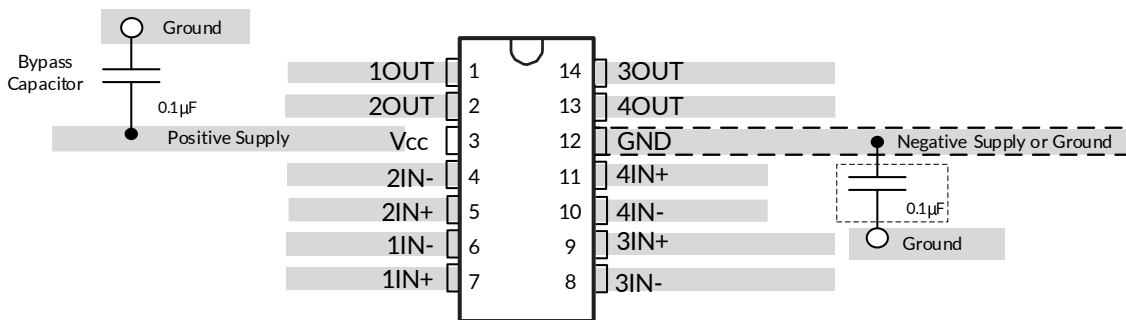 Ground
Bypass
Capacitor
0.1µF
Positive Supply
1OUT 1 14 3OUT
2OUT 2 13 4OUT
Vcc 3 12 GND Negative Supply or Ground
2IN- 4 11 4IN+
2IN+ 5 10 4IN- 0.1µF
1IN- 6 9 3IN+ Ground
1IN+ 7 8 3IN-